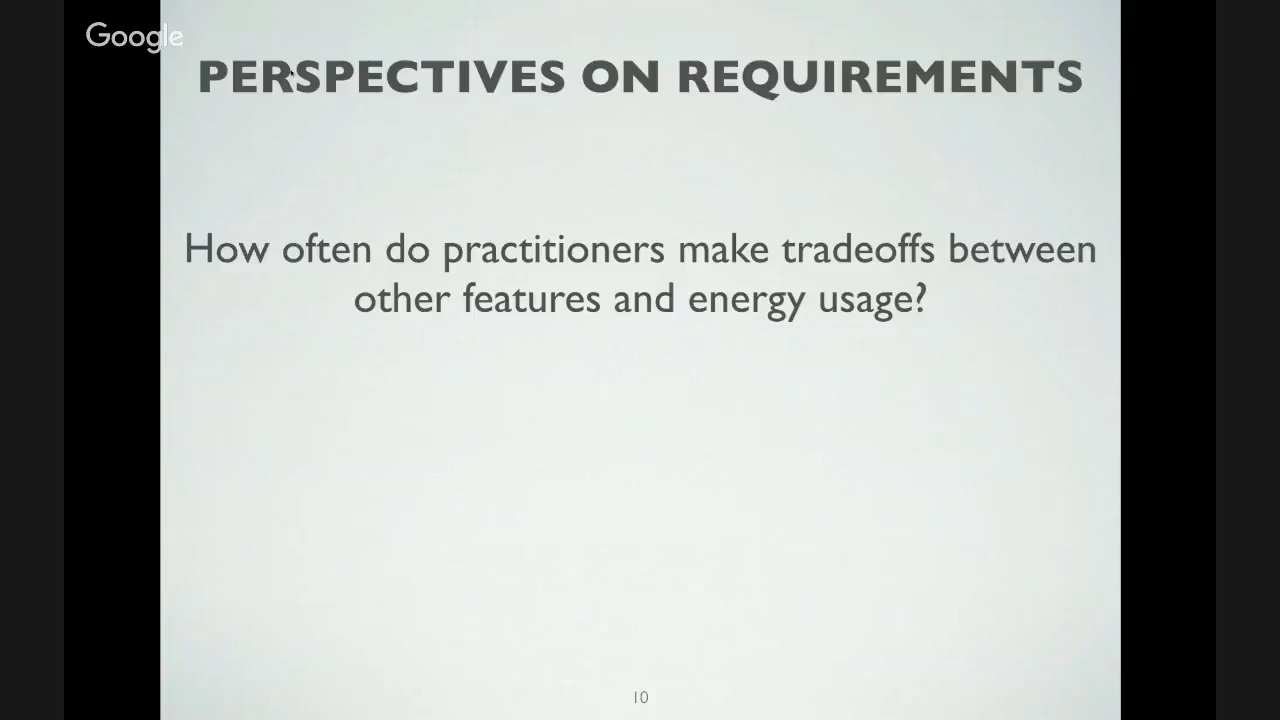 Google
PERSPECTIVES ON REQUIREMENTS
How often do practitioners make tradeoffs between
other features and energy usage?
10